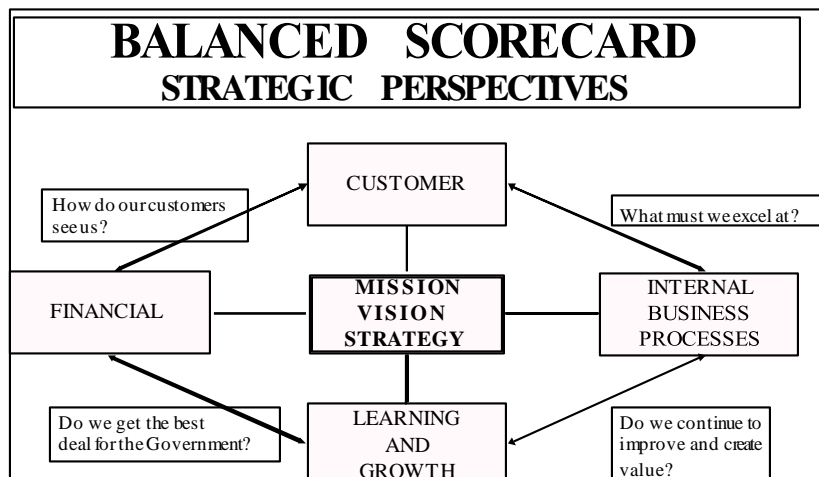 BALANCED SCORECARD
STRATEGIC PERSPECTIVES
CUSTOMER
How do our customers
see us?
What must we excel at?
FINANCIAL
MISSION
VISION
STRATEGY
INTERNAL
BUSINESS
PROCESSES
Do we get the best
deal for the Government?
LEARNING
AND
GROWTH
Do we continue to
improve and create
value?